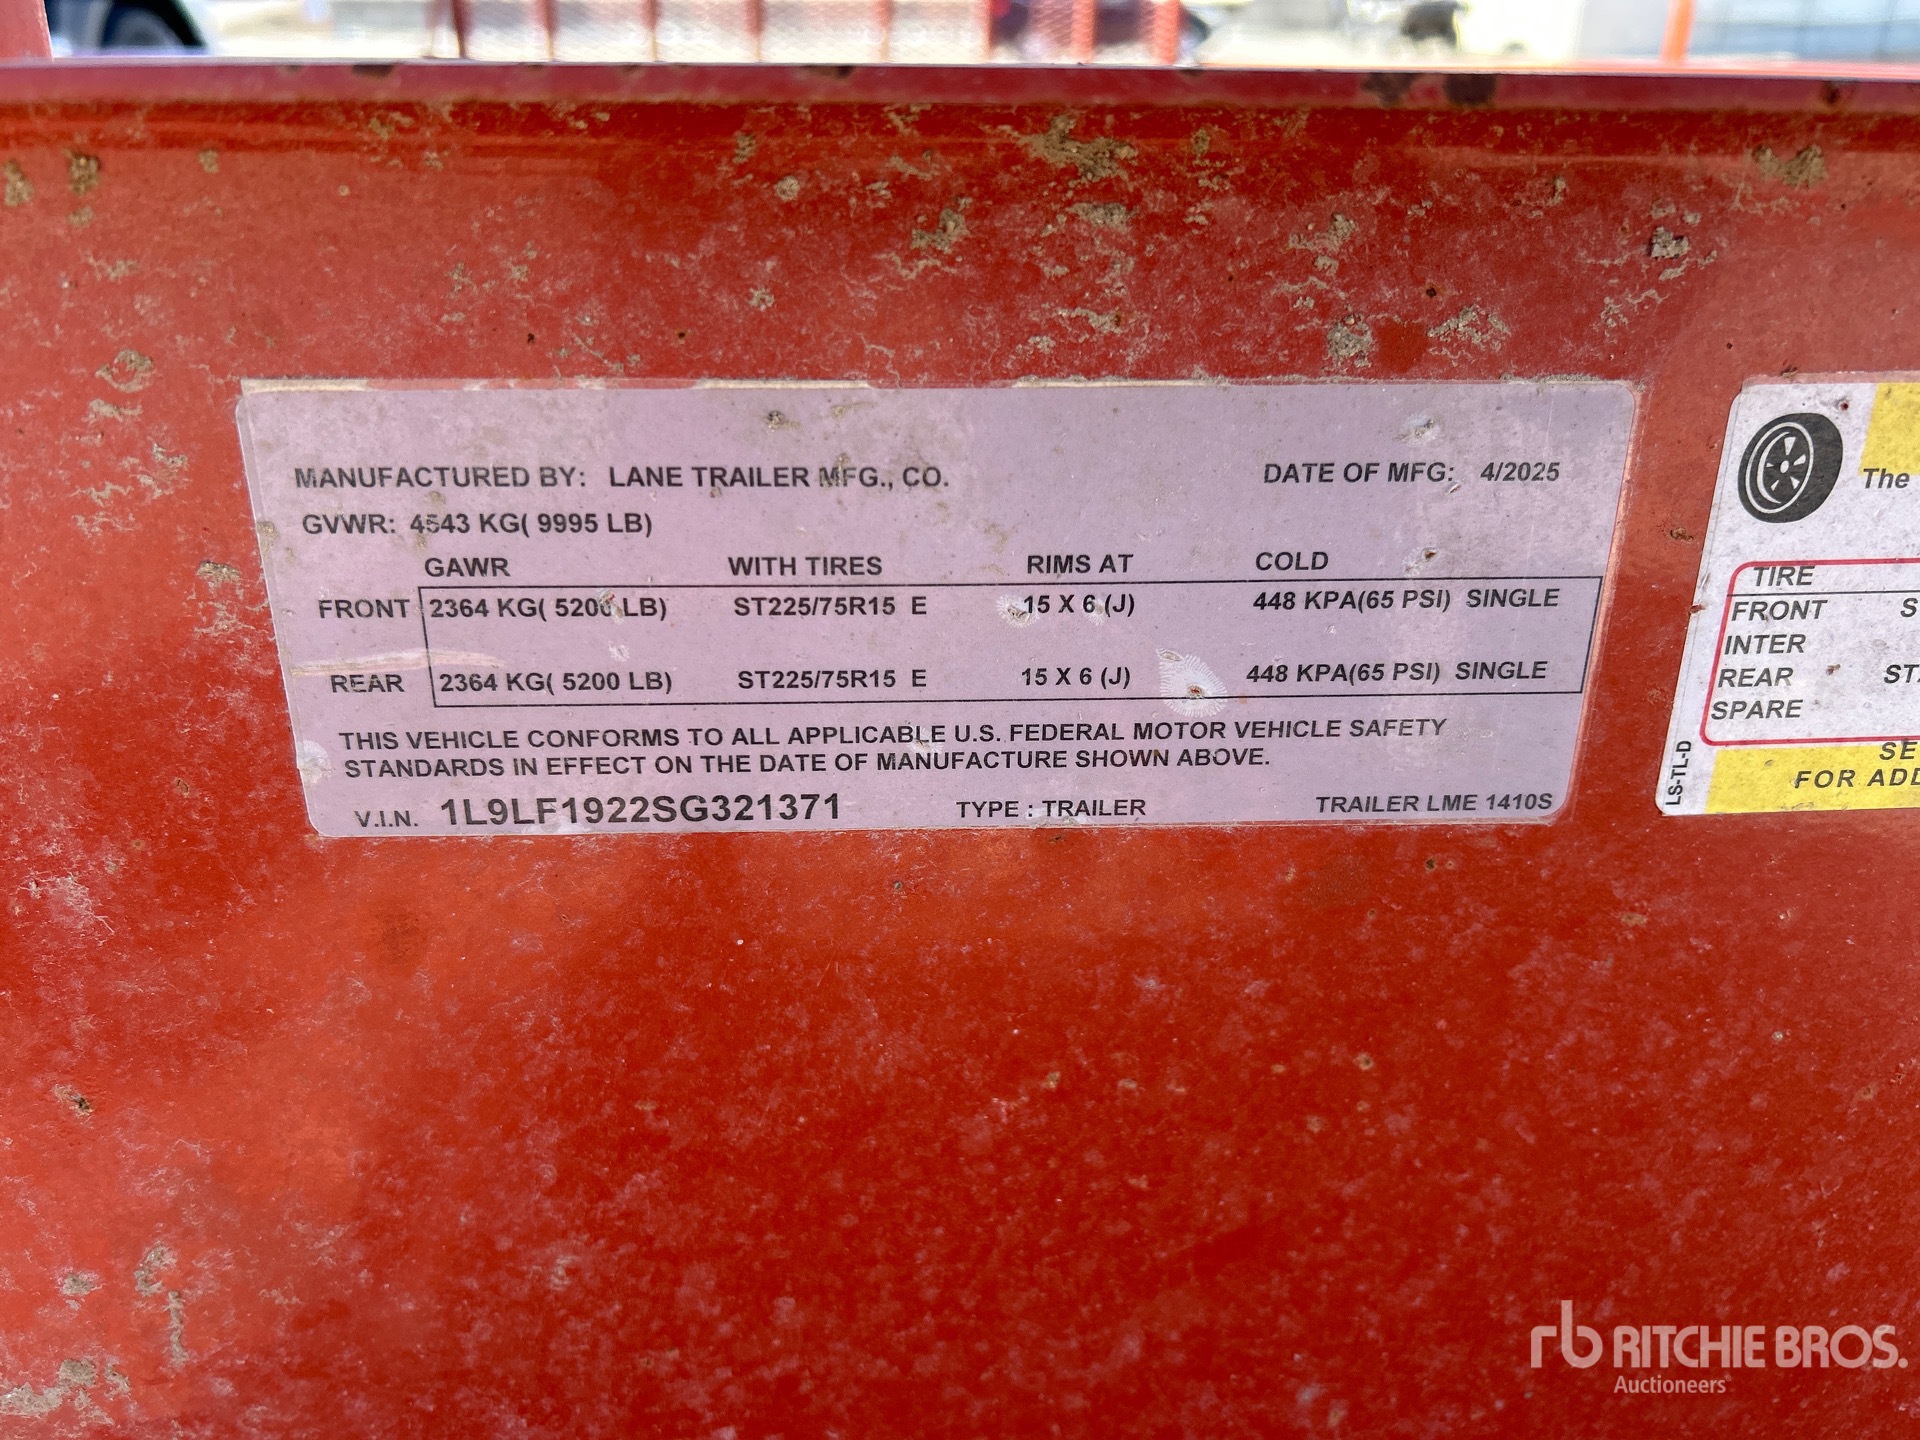 MANUFACTURED BY: LANE TRAILER MFG., CO. DATE OF MFG: 4/2025
GVWR: 4543 KG( 9995 LB)
GAWR WITH TIRES RIMS AT COLD
FRONT 2364 KG( 5200 LB) ST225/75R15 E 15 X 6 (J) 448 KPA(65 PSI) SINGLE
REAR 2364 KG( 5200 LB) ST225/75R15 E 15 X 6 (J) 448 KPA(65 PSI) SINGLE
THIS VEHICLE CONFORMS TO ALL APPLICABLE U.S. FEDERAL MOTOR VEHICLE SAFETY
STANDARDS IN EFFECT ON THE DATE OF MANUFACTURE SHOWN ABOVE.
V.I.N. 1L9LF1922SG321371 TYPE : TRAILER TRAILER LME 1410S
The
TIRE
FRONT S
INTER
REAR ST
SPARE
SE
FOR ADD
LS-TL-D
rb RITCHIE BROS.
Auctioneers